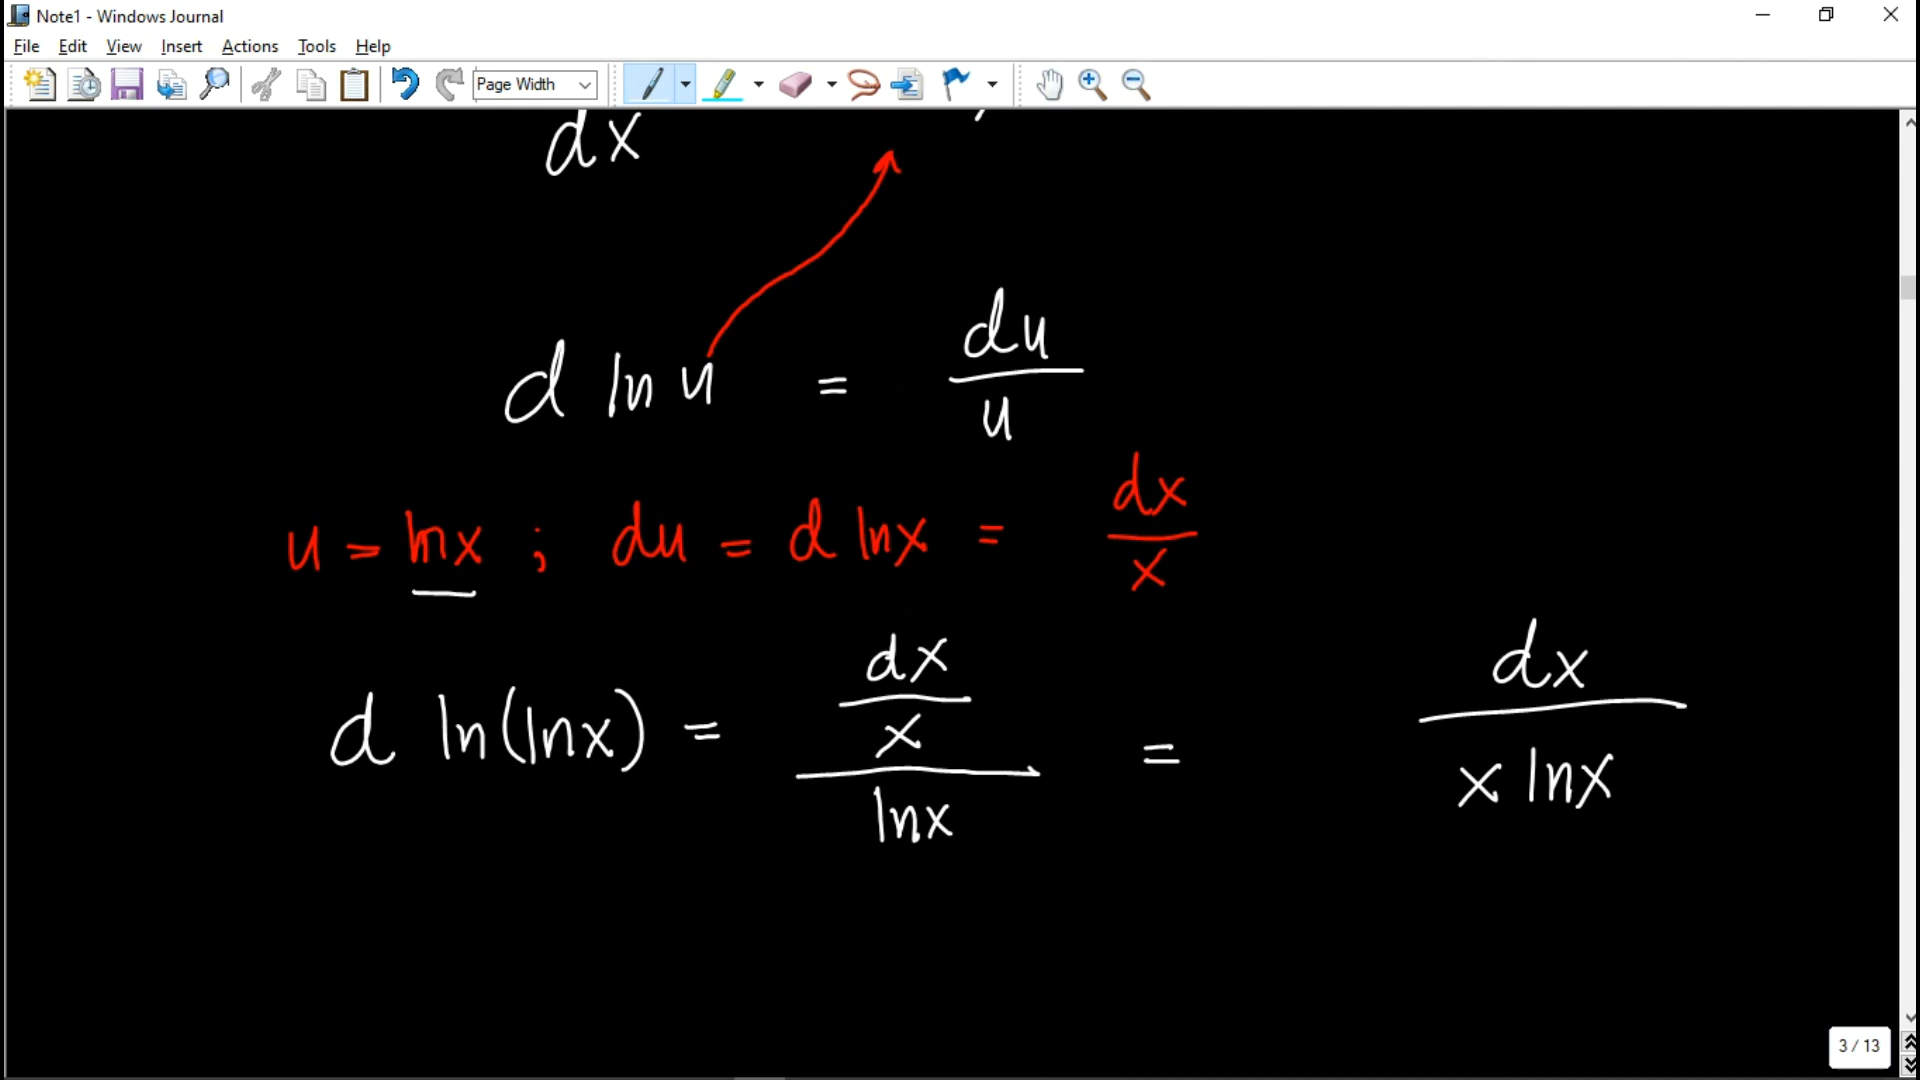 Note1 - Windows Journal
File Edit View Insert Actions Tools Help
Page Width
dx
d ln u = du/u
u = lnx ; du = d lnx = dx/x
d ln(lnx) = dx/x/lnx = dx/x lnx
3 / 13